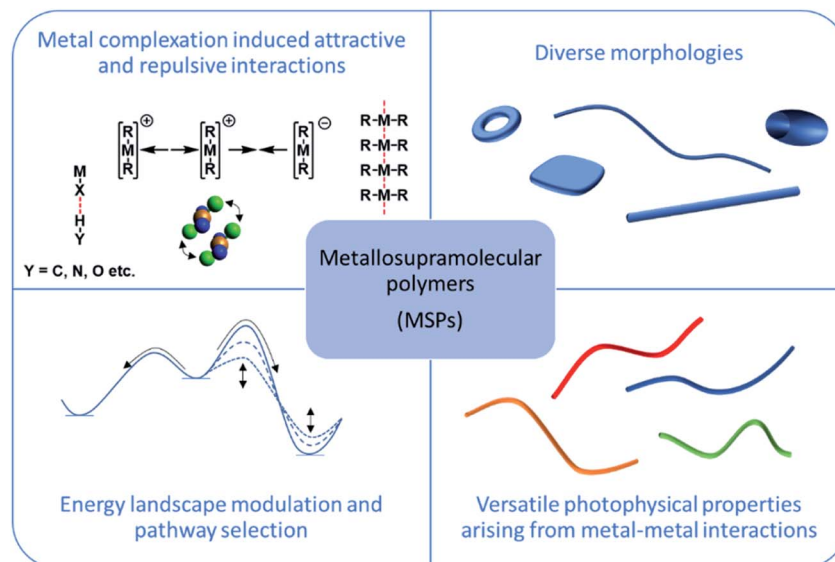 Metal complexation induced attractive
and repulsive interactions
R
M
R
+
R
M
R
+
R
M
R
−
R-M-R
R-M-R
R-M-R
R-M-R
M
X
H
Y
Y = C, N, O etc.
Diverse morphologies
Metallosupramolecular
polymers
(MSPs)
Energy landscape modulation and
pathway selection
Versatile photophysical properties
arising from metal-metal interactions